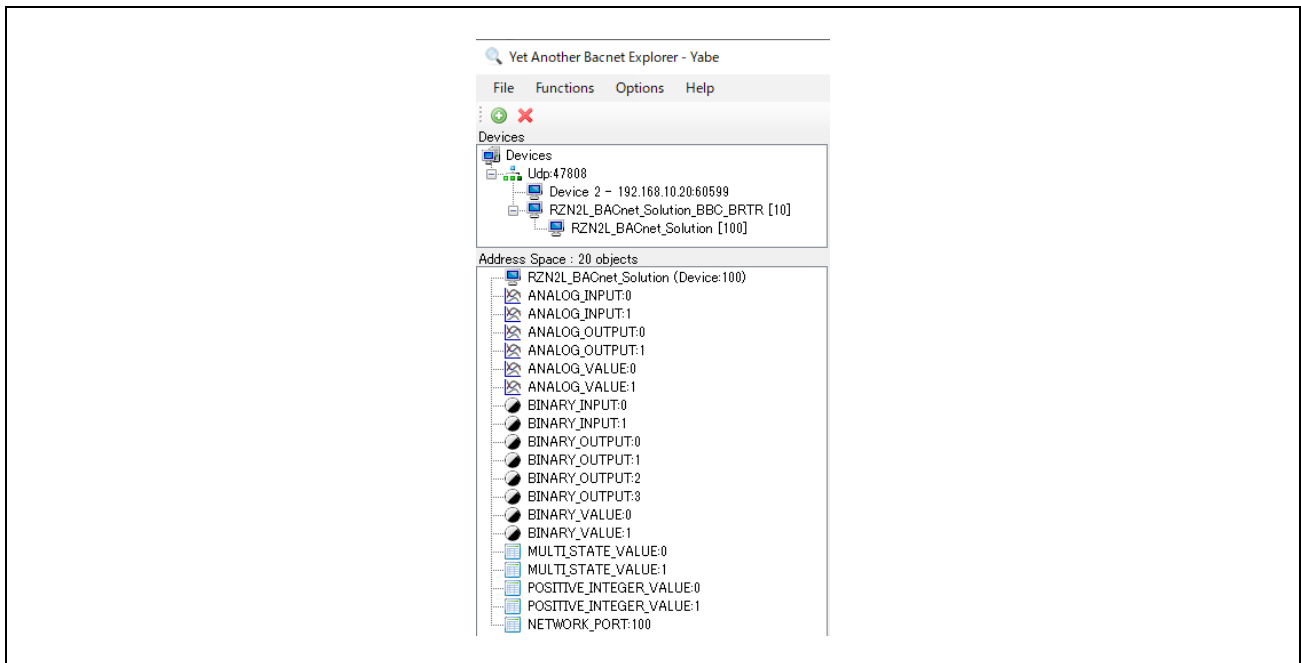 Yet Another Bacnet Explorer - Yabe
File Functions Options Help
Devices
Devices
Udp:47808
Device 2 - 192.168.10.20:60599
RZN2L_BACnet_Solution_BBC_BRTR [10]
RZN2L_BACnet_Solution [100]
Address Space : 20 objects
RZN2L_BACnet_Solution (Device:100)
ANALOG_INPUT:0
ANALOG_INPUT:1
ANALOG_OUTPUT:0
ANALOG_OUTPUT:1
ANALOG_VALUE:0
ANALOG_VALUE:1
BINARY_INPUT:0
BINARY_INPUT:1
BINARY_OUTPUT:0
BINARY_OUTPUT:1
BINARY_OUTPUT:2
BINARY_OUTPUT:3
BINARY_VALUE:0
BINARY_VALUE:1
MULTI_STATE_VALUE:0
MULTI_STATE_VALUE:1
POSITIVE_INTEGER_VALUE:0
POSITIVE_INTEGER_VALUE:1
NETWORK_PORT:100